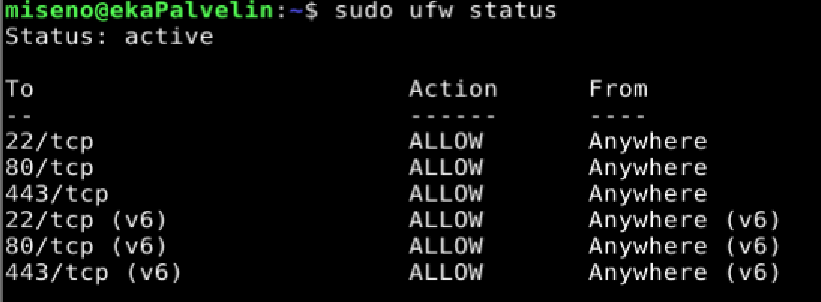 miseno@ekaPalvelin:~$ sudo ufw status
Status: active
To                         Action      From
--                         ------      ----
22/tcp                     ALLOW       Anywhere
80/tcp                     ALLOW       Anywhere
443/tcp                    ALLOW       Anywhere
22/tcp (v6)                ALLOW       Anywhere (v6)
80/tcp (v6)                ALLOW       Anywhere (v6)
443/tcp (v6)               ALLOW       Anywhere (v6)